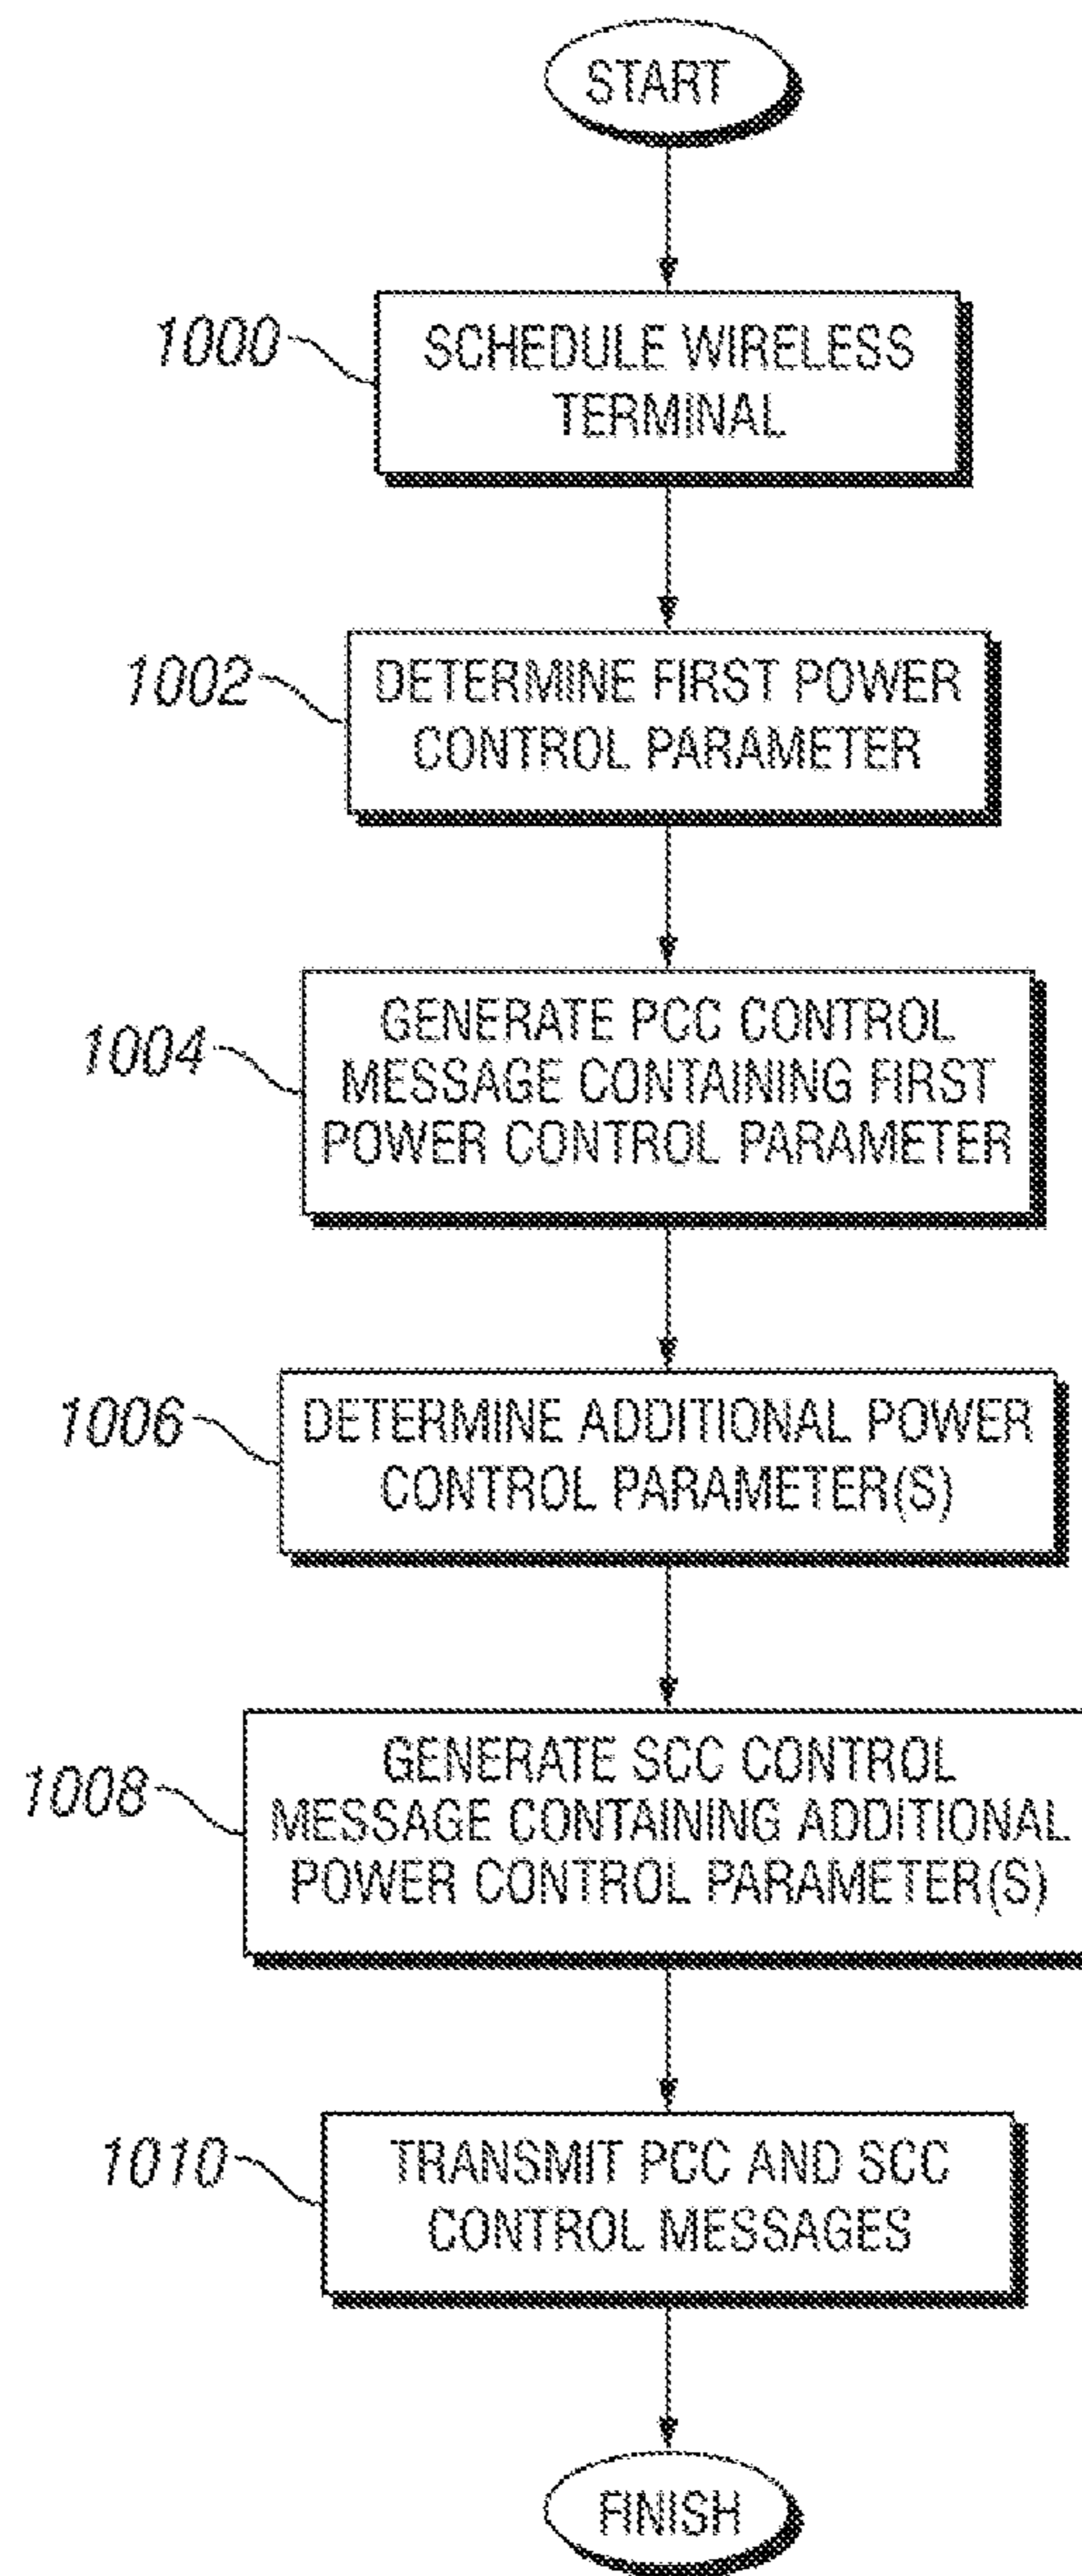 START
1000
SCHEDULE WIRELESS
TERMINAL
1002
DETERMINE FIRST POWER
CONTROL PARAMETER
1004
GENERATE PCC CONTROL
MESSAGE CONTAINING FIRST
POWER CONTROL PARAMETER
1006
DETERMINE ADDITIONAL POWER
CONTROL PARAMETER(S)
1008
GENERATE SCC CONTROL
MESSAGE CONTAINING ADDITIONAL
POWER CONTROL PARAMETER(S)
1010
TRANSMIT PCC AND SCC
CONTROL MESSAGES
FINISH